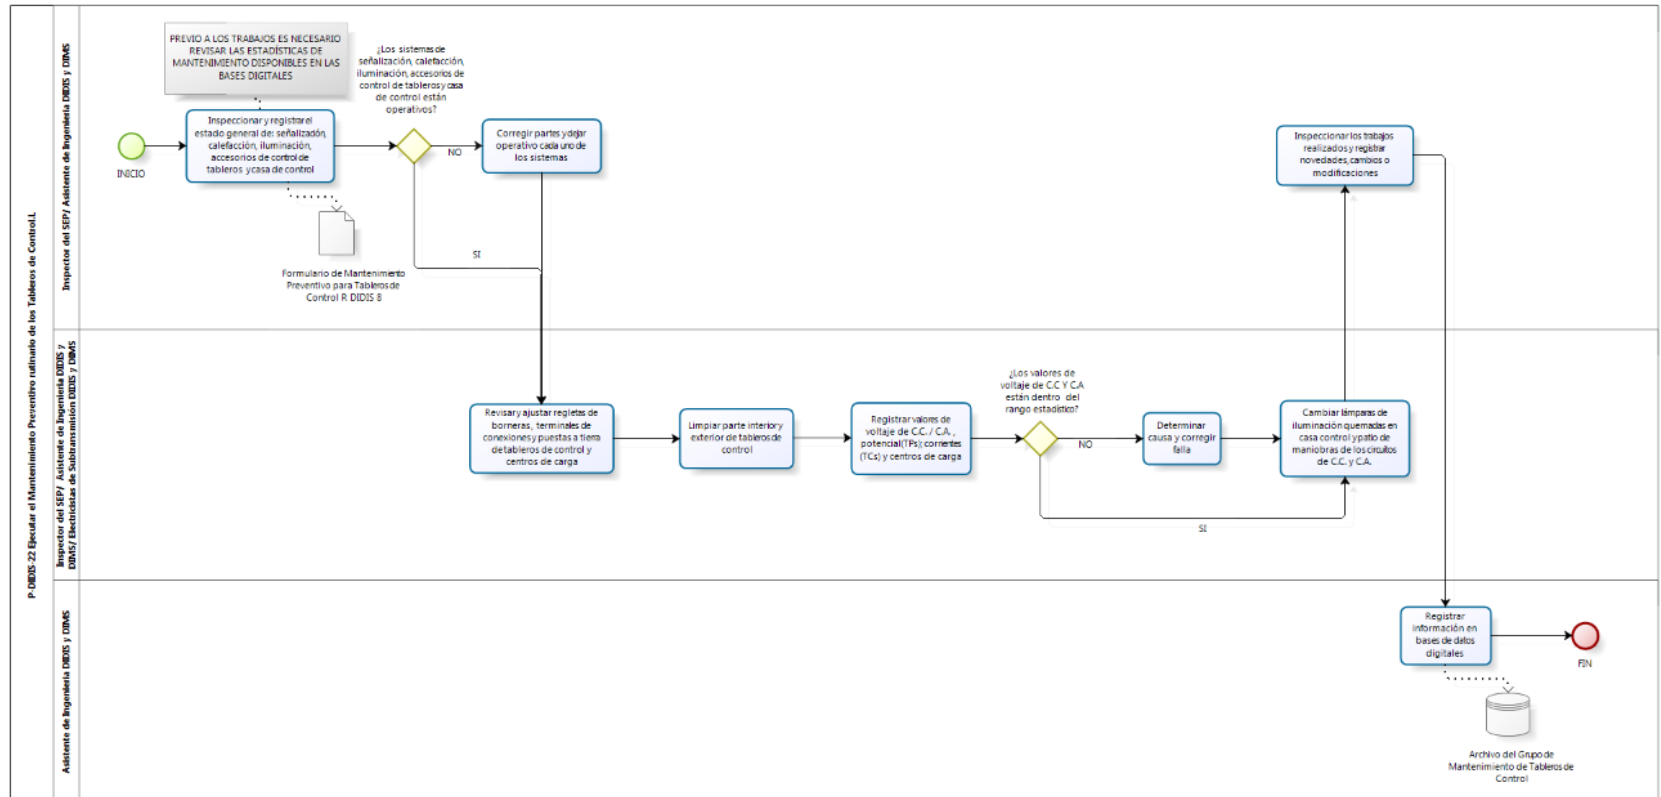 P-DIDIS-22 Ejecutar el Mantenimiento Preventivo rutinario de los Tableros de Control.L
Inspector del SEP/ Asistente de Ingeniería DIDIS y DIMS
PREVIO A LOS TRABAJOS ES NECESARIO
REVISAR LAS ESTADÍSTICAS DE
MANTENIMIENTO DISPONIBLES EN LAS
BASES DIGITALES
¿Los sistemas de
señalización, calefacción,
iluminación, accesorios de
control de tableros y casa
de control están
operativos?
INICIO
Inspeccionar y registrar el
estado general de: señalización,
calefacción, iluminación,
accesorios de control de
tableros y casa de control
NO
Corregir partes y dejar
operativo cada uno de
los sistemas
SI
Formulario de Mantenimiento
Preventivo para Tableros de
Control R DIDIS 8
Inspeccionar los trabajos
realizados y registrar
novedades, cambios o
modificaciones
Inspector del SEP/ Asistente de Ingeniería DIDIS y
DIMS/ Electricistas de Subtransmisión DIDIS y DIMS
Revisar y ajustar regletas de
borneras, terminales de
conexiones y puestas a tierra
de tableros de control y
centros de carga
Limpiar parte interior y
exterior de tableros de
control
Registrar valores de
voltaje de C.C. / C.A. ,
potencial(TPs); corrientes
(TCs) y centros de carga
¿Los valores de
voltaje de C.C Y C.A
están dentro del
rango estadístico?
NO
Determinar
causa y corregir
falla
Cambiar lámparas de
iluminación quemadas en
casa control y patio de
maniobras de los circuitos
de C.C. y C.A.
SI
Asistente de Ingeniería DIDIS y DIMS
Registrar
información en
bases de datos
digitales
FIN
Archivo del Grupo de
Mantenimiento de Tableros de
Control